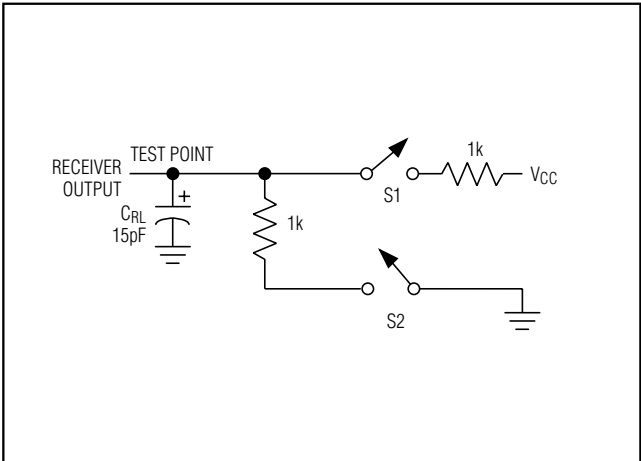 RECEIVER
OUTPUT
TEST POINT
+
CRL
15pF
1k
S1
1k
VCC
S2